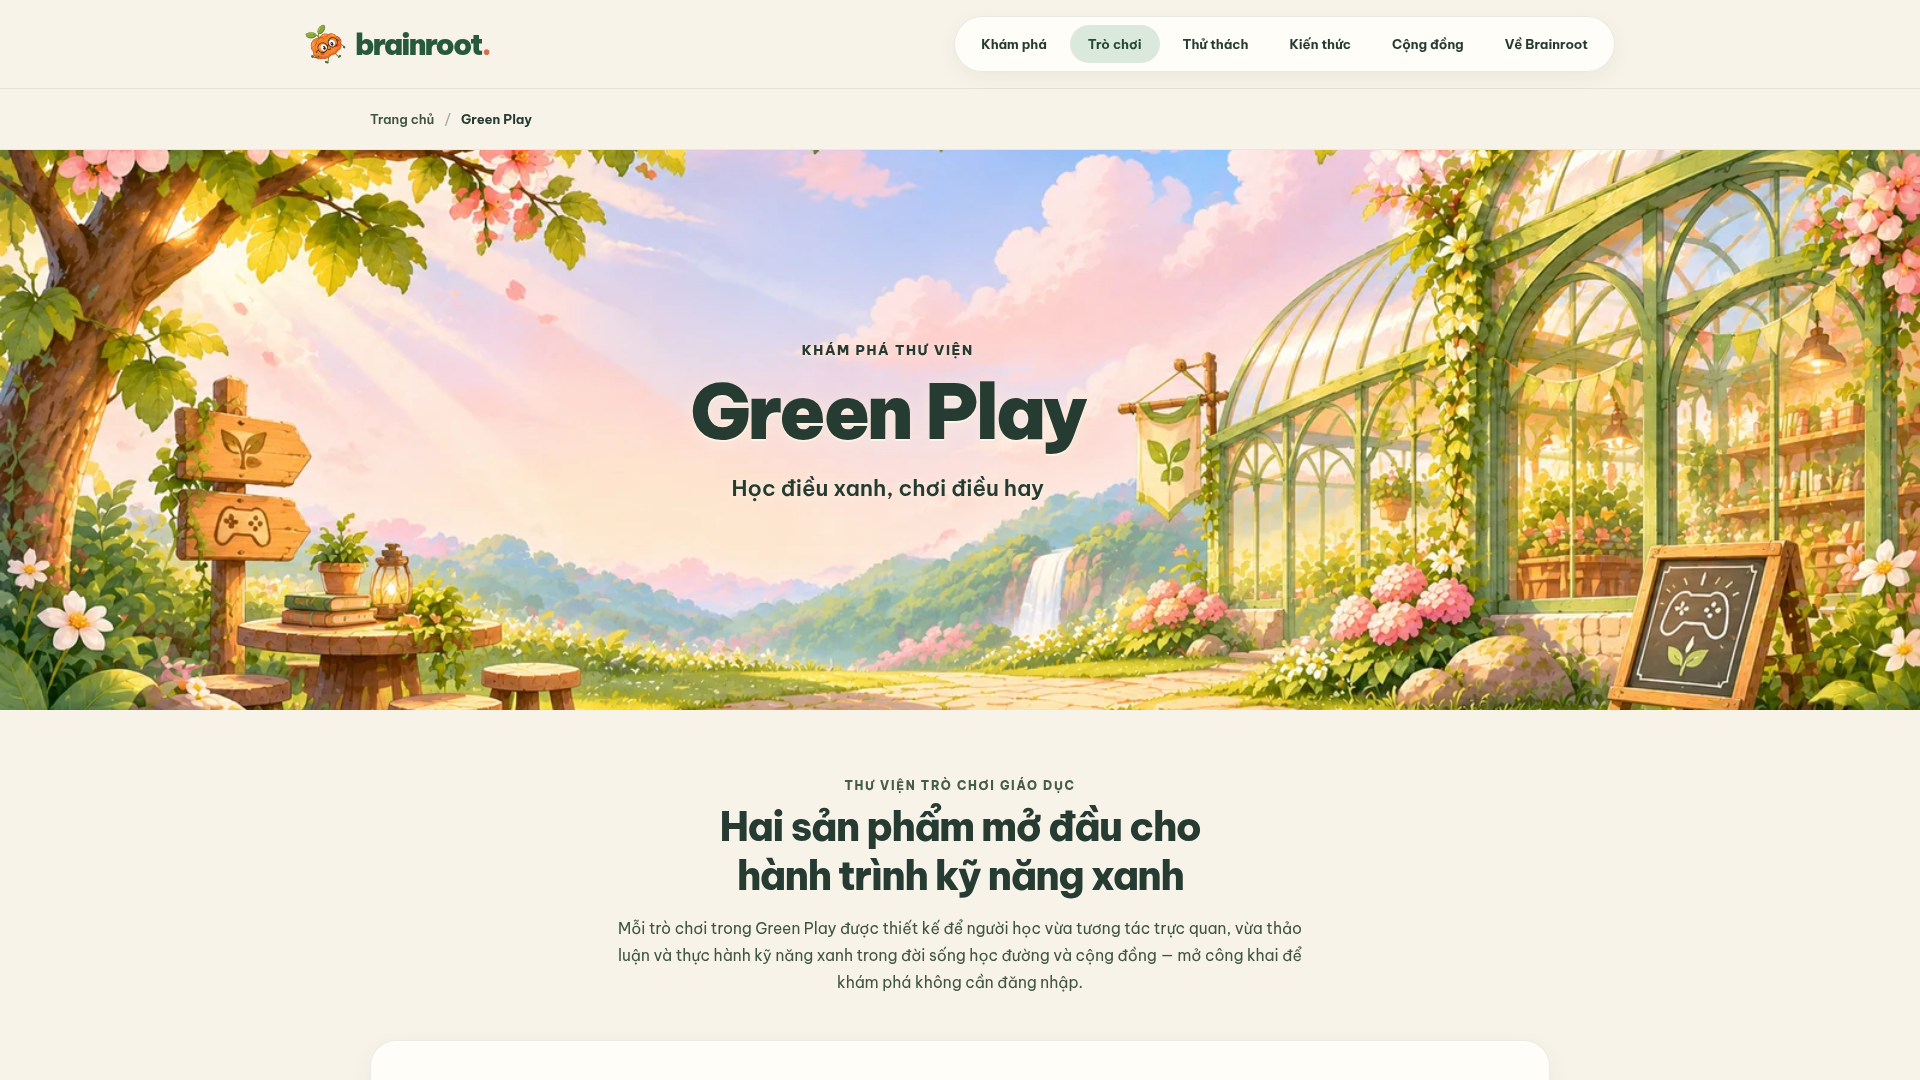 brainroot.
Khám phá
Trò chơi
Thử thách
Kiến thức
Cộng đồng
Về Brainroot
Trang chủ / Green Play
KHÁM PHÁ THƯ VIỆN
Green Play
Học điều xanh, chơi điều hay
THƯ VIỆN TRÒ CHƠI GIÁO DỤC
Hai sản phẩm mở đầu cho
hành trình kỹ năng xanh
Mỗi trò chơi trong Green Play được thiết kế để người học vừa tương tác trực quan, vừa thảo
luận và thực hành kỹ năng xanh trong đời sống học đường và cộng đồng — mở công khai để
khám phá không cần đăng nhập.